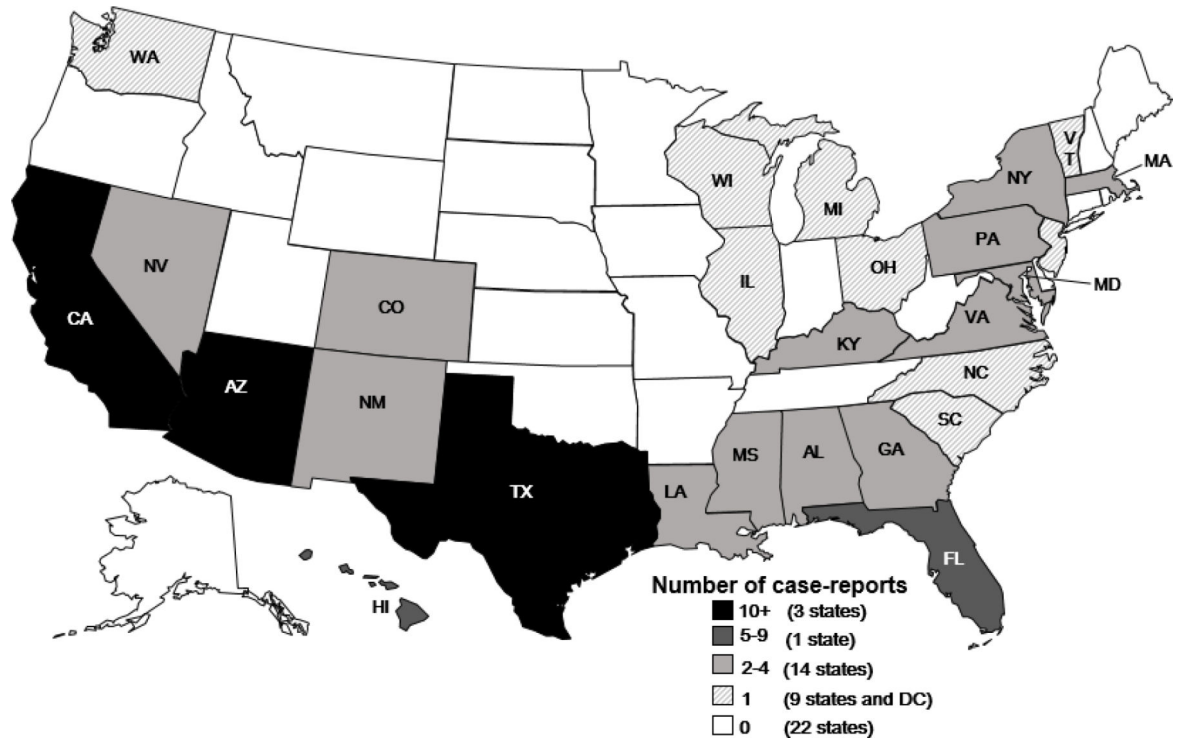 WA
V
T
MA
NY
WI
MI
PA
NV
OH
IL
MD
CO
CA
VA
KY
NC
AZ
NM
SC
MS
AL
GA
TX
LA
FL
HI
Number of case-reports
10+ (3 states)
5-9 (1 state)
2-4 (14 states)
1 (9 states and DC)
0 (22 states)